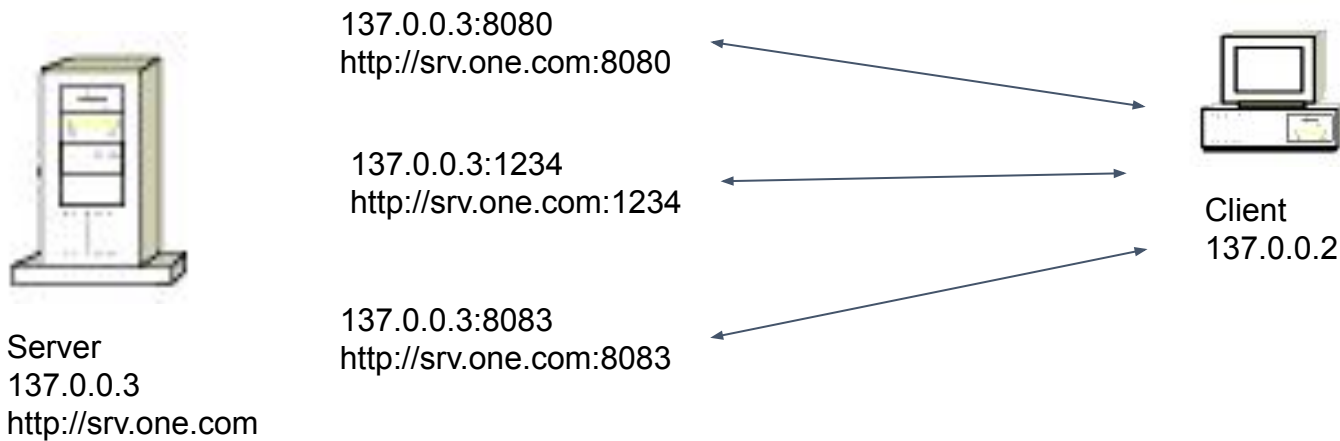 137.0.0.3:8080
http://srv.one.com:8080
137.0.0.3:1234
http://srv.one.com:1234
Client
137.0.0.2
137.0.0.3:8083
http://srv.one.com:8083
Server
137.0.0.3
http://srv.one.com